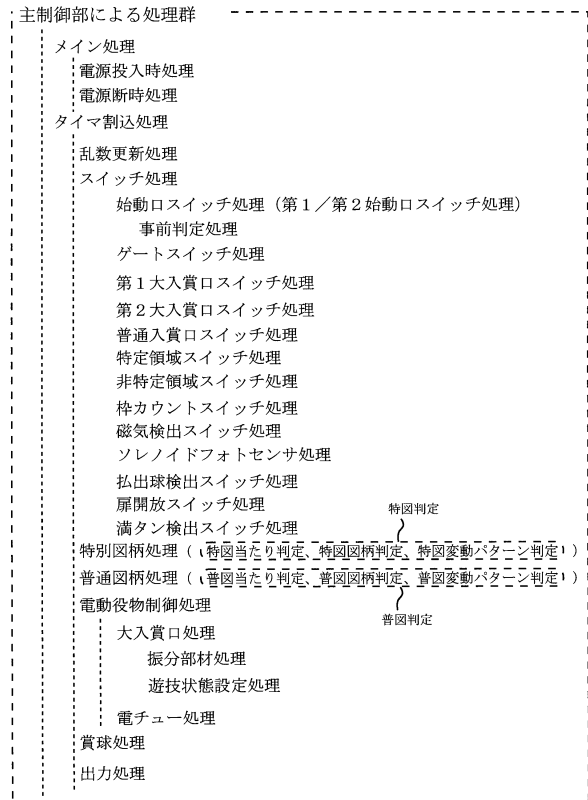 主制御部による処理群
メイン処理
電源投入時処理
電源断時処理
タイマ割込処理
乱数更新処理
スイッチ処理
始動口スイッチ処理（第１／第２始動口スイッチ処理）
事前判定処理
ゲートスイッチ処理
第１大入賞口スイッチ処理
第２大入賞口スイッチ処理
普通入賞口スイッチ処理
特定領域スイッチ処理
非特定領域スイッチ処理
枠カウントスイッチ処理
磁気検出スイッチ処理
ソレノイドフォトセンサ処理
払出球検出スイッチ処理
扉開放スイッチ処理
満タン検出スイッチ処理
特図判定
特別図柄処理（特図当たり判定、特図図柄判定、特図変動パターン判定）
普通図柄処理（普図当たり判定、普図図柄判定、普図変動パターン判定）
普図判定
電動役物制御処理
大入賞口処理
振分部材処理
遊技状態設定処理
電チュー処理
賞球処理
出力処理